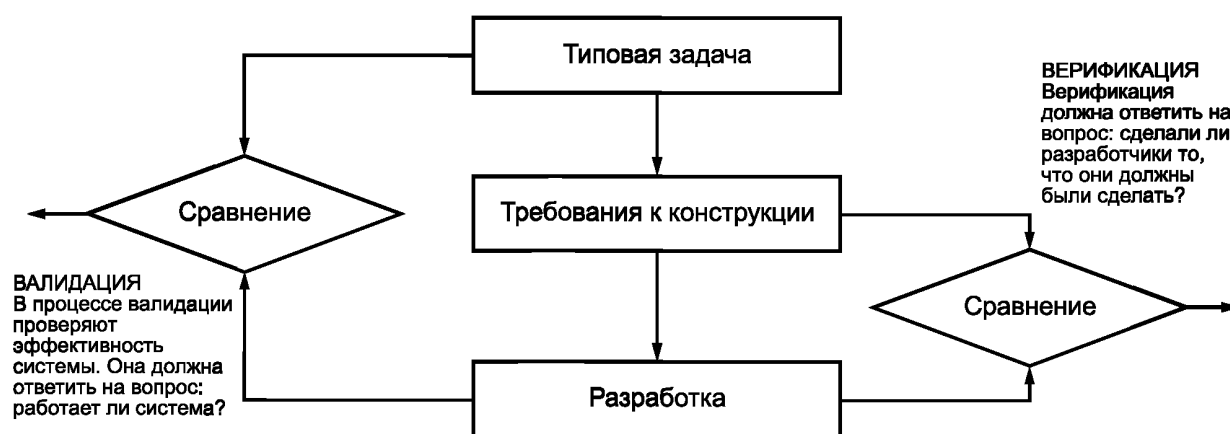 Типовая задача
ВЕРИФИКАЦИЯ
Верификация
должна ответить на
вопрос: сделали ли
разработчики то,
что они должны
были сделать?
Сравнение
Требования к конструкции
ВАЛИДАЦИЯ
В процессе валидации
проверяют
эффективность
системы. Она должна
ответить на вопрос:
работает ли система?
Сравнение
Разработка